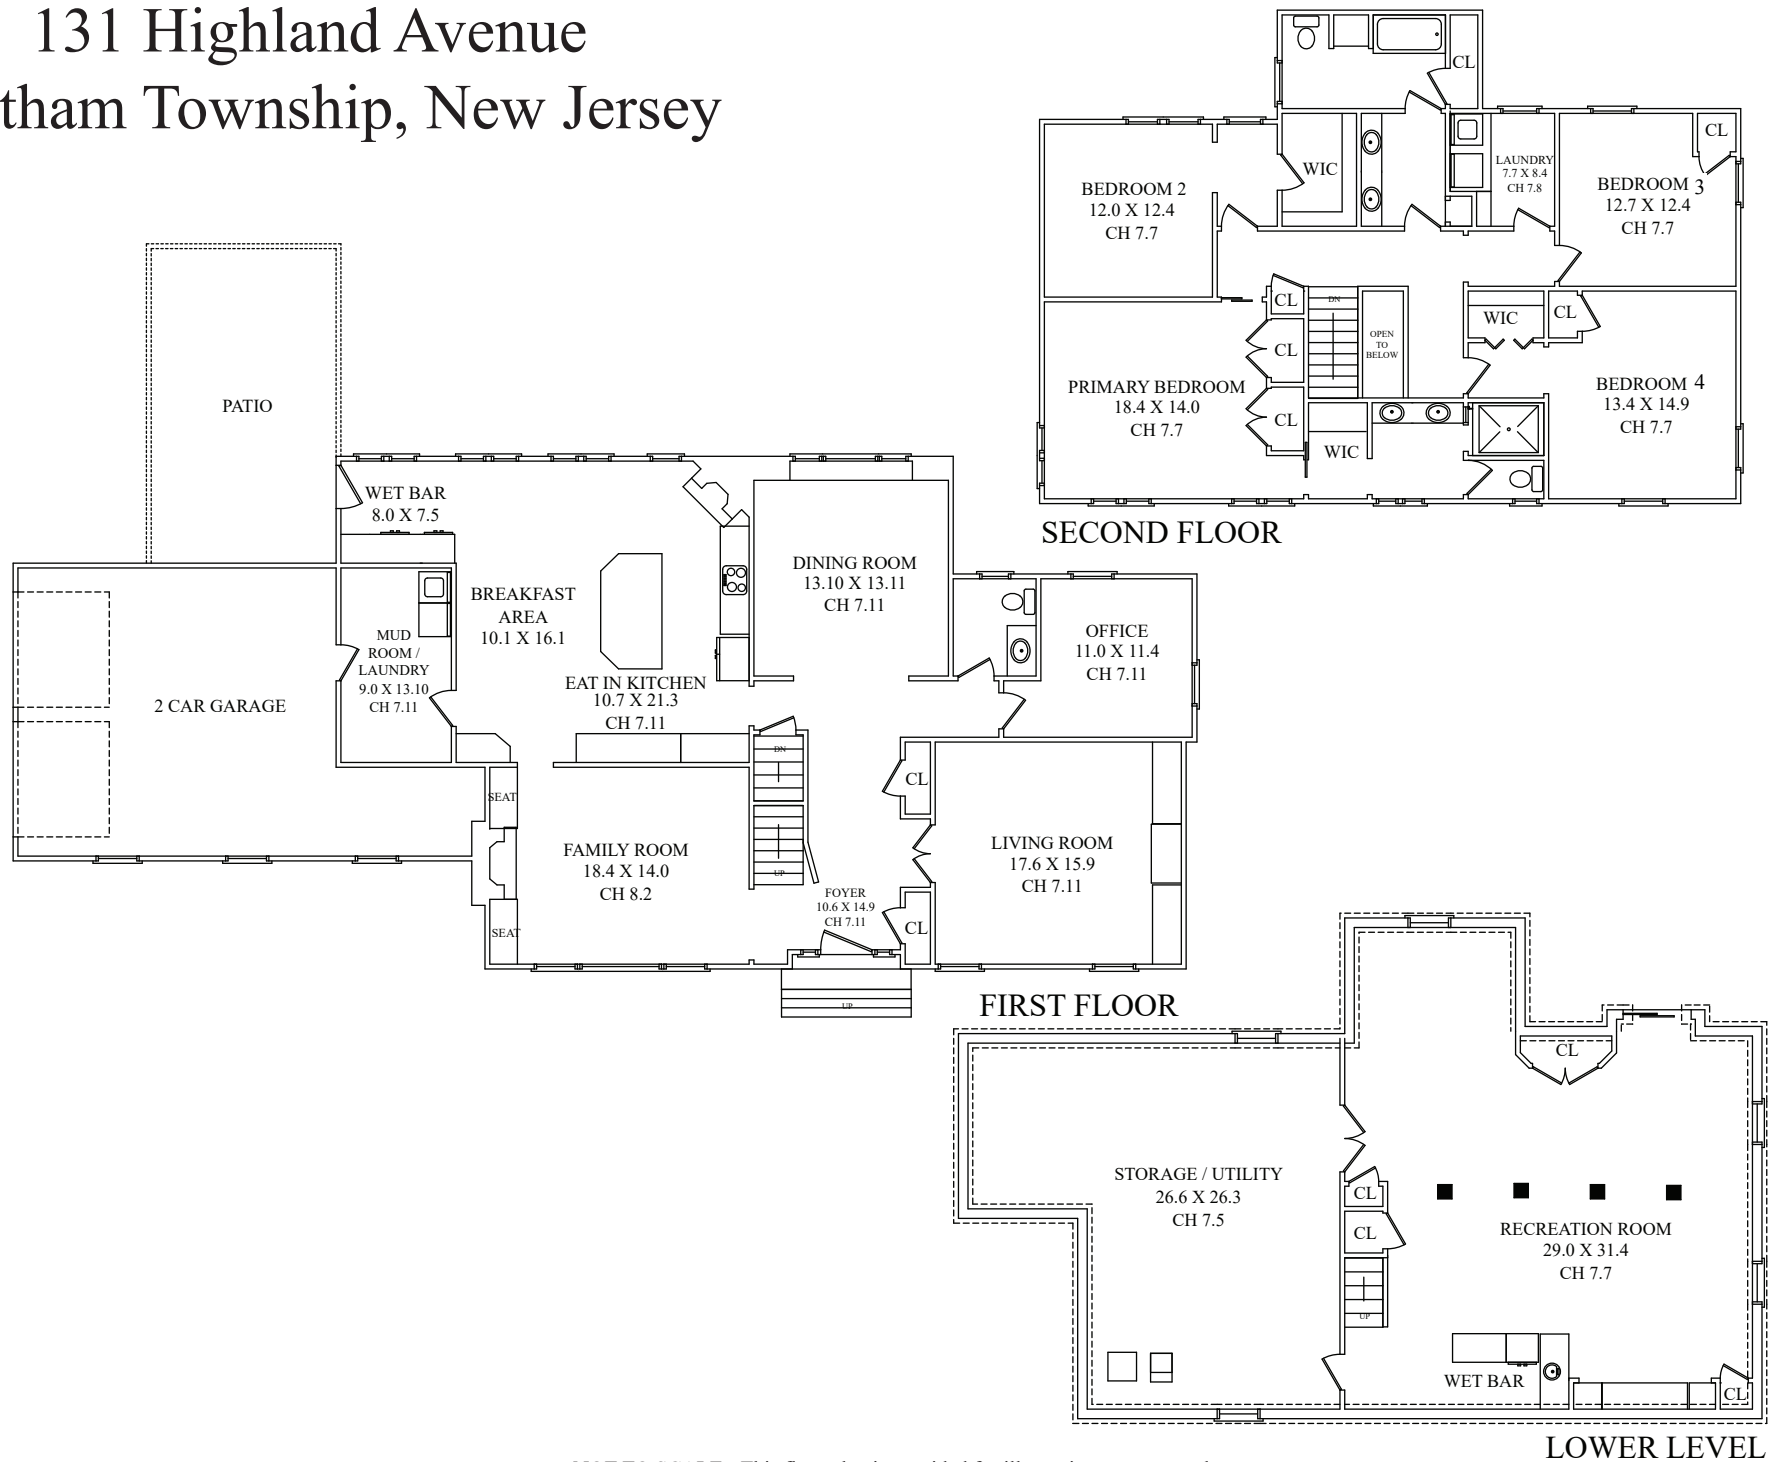 131 Highland Avenue
tham Township, New Jersey
CL
WIC
LAUNDRY
7.7 X 8.4
CH 7.8
CL
BEDROOM 2
12.0 X 12.4
CH 7.7
BEDROOM 3
12.7 X 12.4
CH 7.7
CL
DN
OPEN
TO
BELOW
WIC
CL
CL
PRIMARY BEDROOM
18.4 X 14.0
CH 7.7
BEDROOM 4
13.4 X 14.9
CH 7.7
CL
WIC
SECOND FLOOR
PATIO
WET BAR
8.0 X 7.5
DINING ROOM
13.10 X 13.11
CH 7.11
BREAKFAST
AREA
10.1 X 16.1
MUD
ROOM /
LAUNDRY
9.0 X 13.10
CH 7.11
OFFICE
11.0 X 11.4
CH 7.11
EAT IN KITCHEN
10.7 X 21.3
CH 7.11
2 CAR GARAGE
DN
CL
SEAT
FAMILY ROOM
18.4 X 14.0
CH 8.2
UP
LIVING ROOM
17.6 X 15.9
CH 7.11
FOYER
10.6 X 14.9
CH 7.11
CL
SEAT
UP
FIRST FLOOR
CL
STORAGE / UTILITY
26.6 X 26.3
CH 7.5
CL
CL
RECREATION ROOM
29.0 X 31.4
CH 7.7
UP
WET BAR
CL
LOWER LEVEL